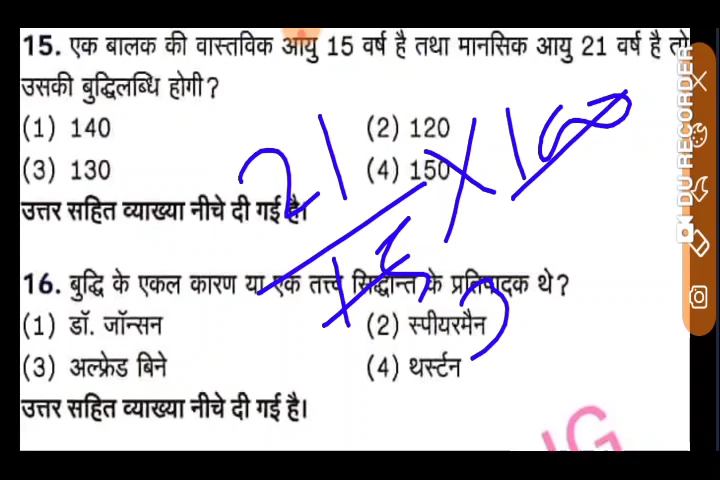 15. एक बालक की वास्तविक आयु 15 वर्ष है तथा मानसिक आयु 21 वर्ष है तो
उसकी बुद्धिलब्धि होगी?
(1) 140 (2) 120
(3) 130 (4) 150
उत्तर सहित व्याख्या नीचे दी गई है।
21
15 × 100
3
16. बुद्धि के एकल कारण या एक तत्त्व सिद्धान्त के प्रतिपादक थे?
(1) डॉ. जॉनसन (2) स्पीयरमैन
(3) अल्फ्रेड बिने (4) थर्स्टन
उत्तर सहित व्याख्या नीचे दी गई है।
DU RECORDER